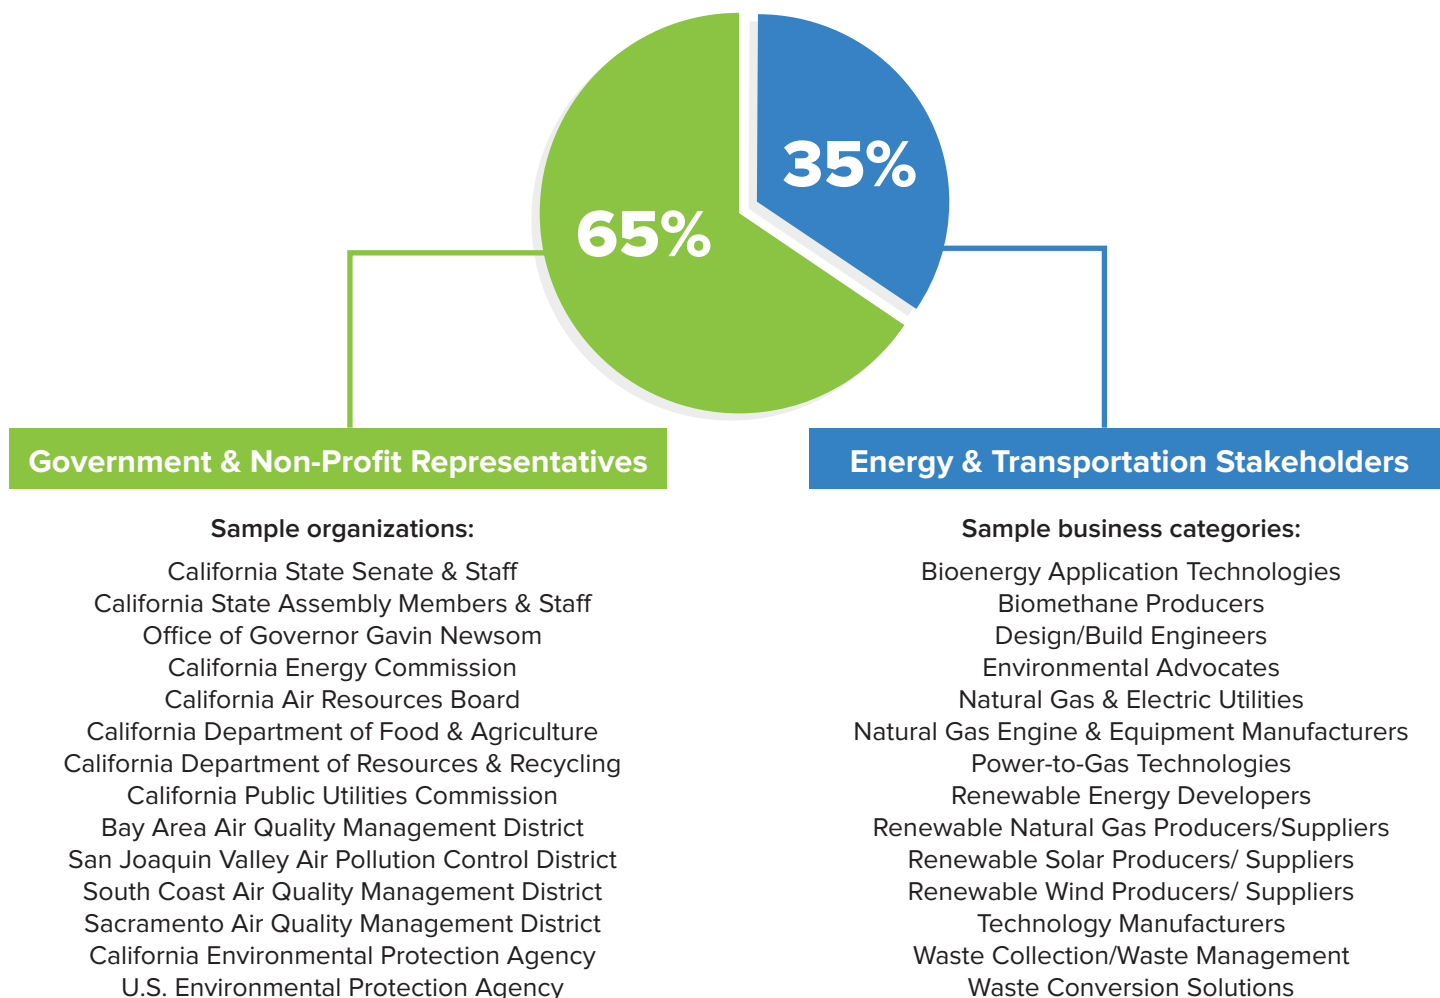 35%
65%
Government & Non-Profit Representatives
Sample organizations:
California State Senate & Staff
California State Assembly Members & Staff
Office of Governor Gavin Newsom
California Energy Commission
California Air Resources Board
California Department of Food & Agriculture
California Department of Resources & Recycling
California Public Utilities Commission
Bay Area Air Quality Management District
San Joaquin Valley Air Pollution Control District
South Coast Air Quality Management District
Sacramento Air Quality Management District
California Environmental Protection Agency
U.S. Environmental Protection Agency
Energy & Transportation Stakeholders
Sample business categories:
Bioenergy Application Technologies
Biomethane Producers
Design/Build Engineers
Environmental Advocates
Natural Gas & Electric Utilities
Natural Gas Engine & Equipment Manufacturers
Power-to-Gas Technologies
Renewable Energy Developers
Renewable Natural Gas Producers/Suppliers
Renewable Solar Producers/ Suppliers
Renewable Wind Producers/ Suppliers
Technology Manufacturers
Waste Collection/Waste Management
Waste Conversion Solutions